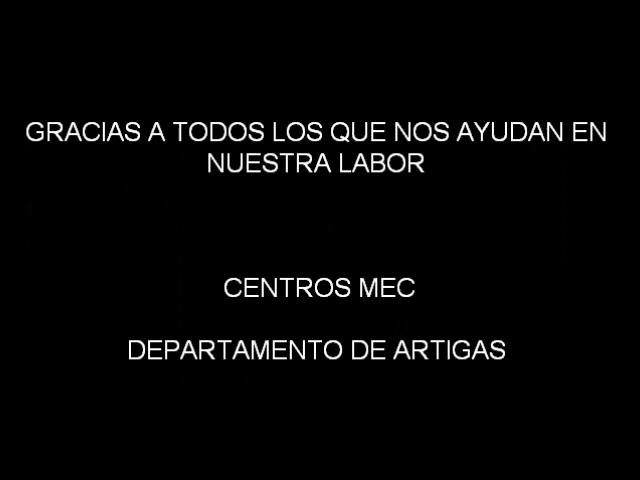 GRACIAS A TODOS LOS QUE NOS AYUDAN EN
NUESTRA LABOR
CENTROS MEC
DEPARTAMENTO DE ARTIGAS